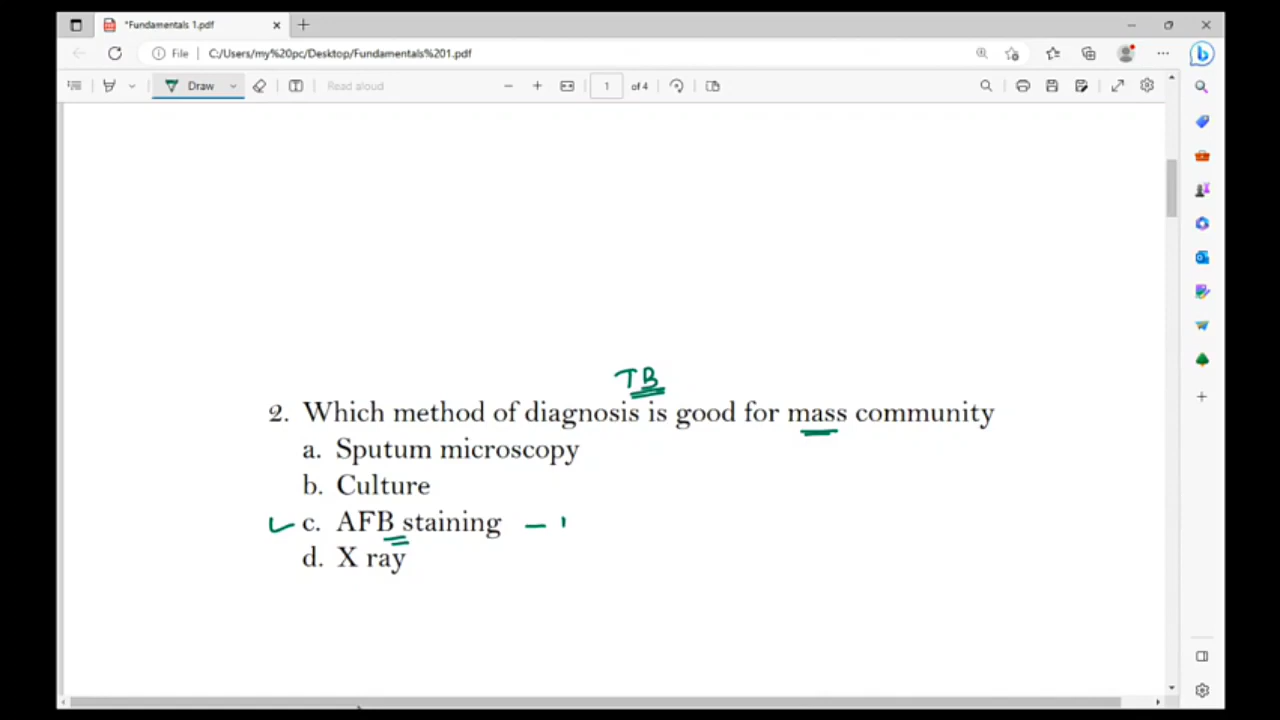 *Fundamentals 1.pdf
File
C:/Users/my%20pc/Desktop/Fundamentals%201.pdf
Draw
Read aloud
1
of 4
TB
2. Which method of diagnosis is good for mass community
a. Sputum microscopy
b. Culture
c. AFB staining –
d. X ray